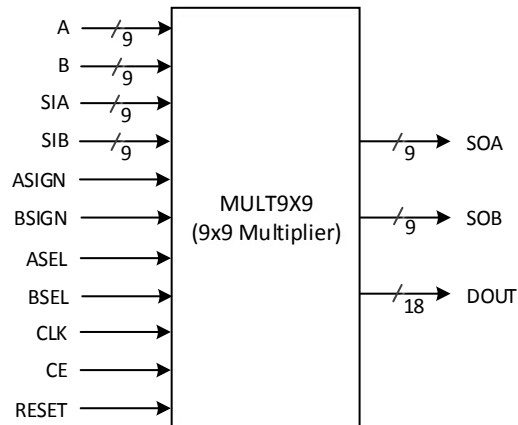 A
9
B
9
SIA
9
SIB
9
ASIGN
BSIGN
ASEL
BSEL
CLK
CE
RESET
MULT9X9
(9x9 Multiplier)
9
SOA
9
SOB
18
DOUT